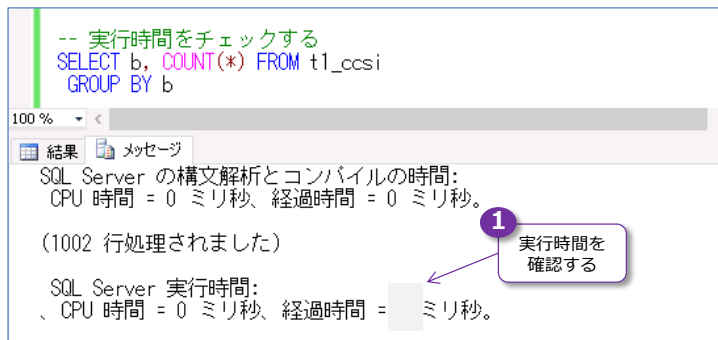 -- 実行時間をチェックする
SELECT b, COUNT(*) FROM t1_ccsi
GROUP BY b
100 %
結果 メッセージ
SQL Server の構文解析とコンパイルの時間:
CPU 時間 = 0 ミリ秒、経過時間 = 0 ミリ秒。
(1002 行処理されました)
1
実行時間を
確認する
SQL Server 実行時間:
、CPU 時間 = 0 ミリ秒、経過時間 = ミリ秒。